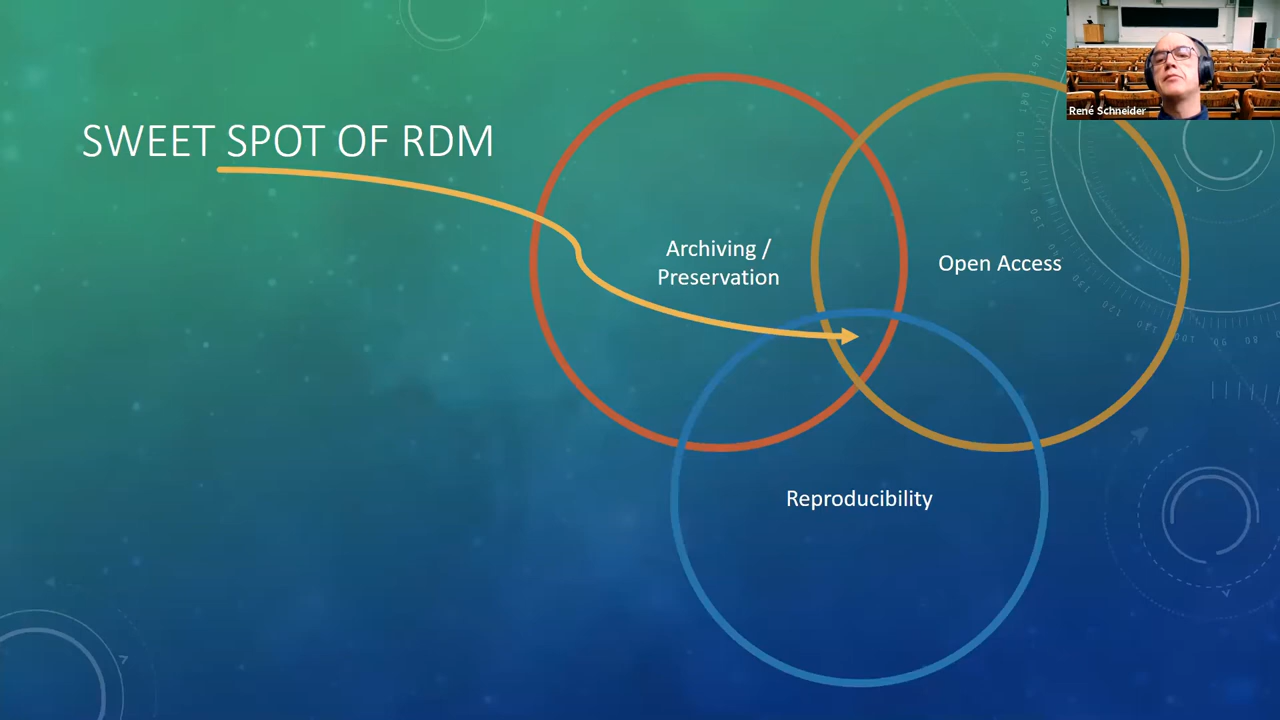 René Schneider
SWEET SPOT OF RDM
Archiving /
Preservation
Open Access
Reproducibility